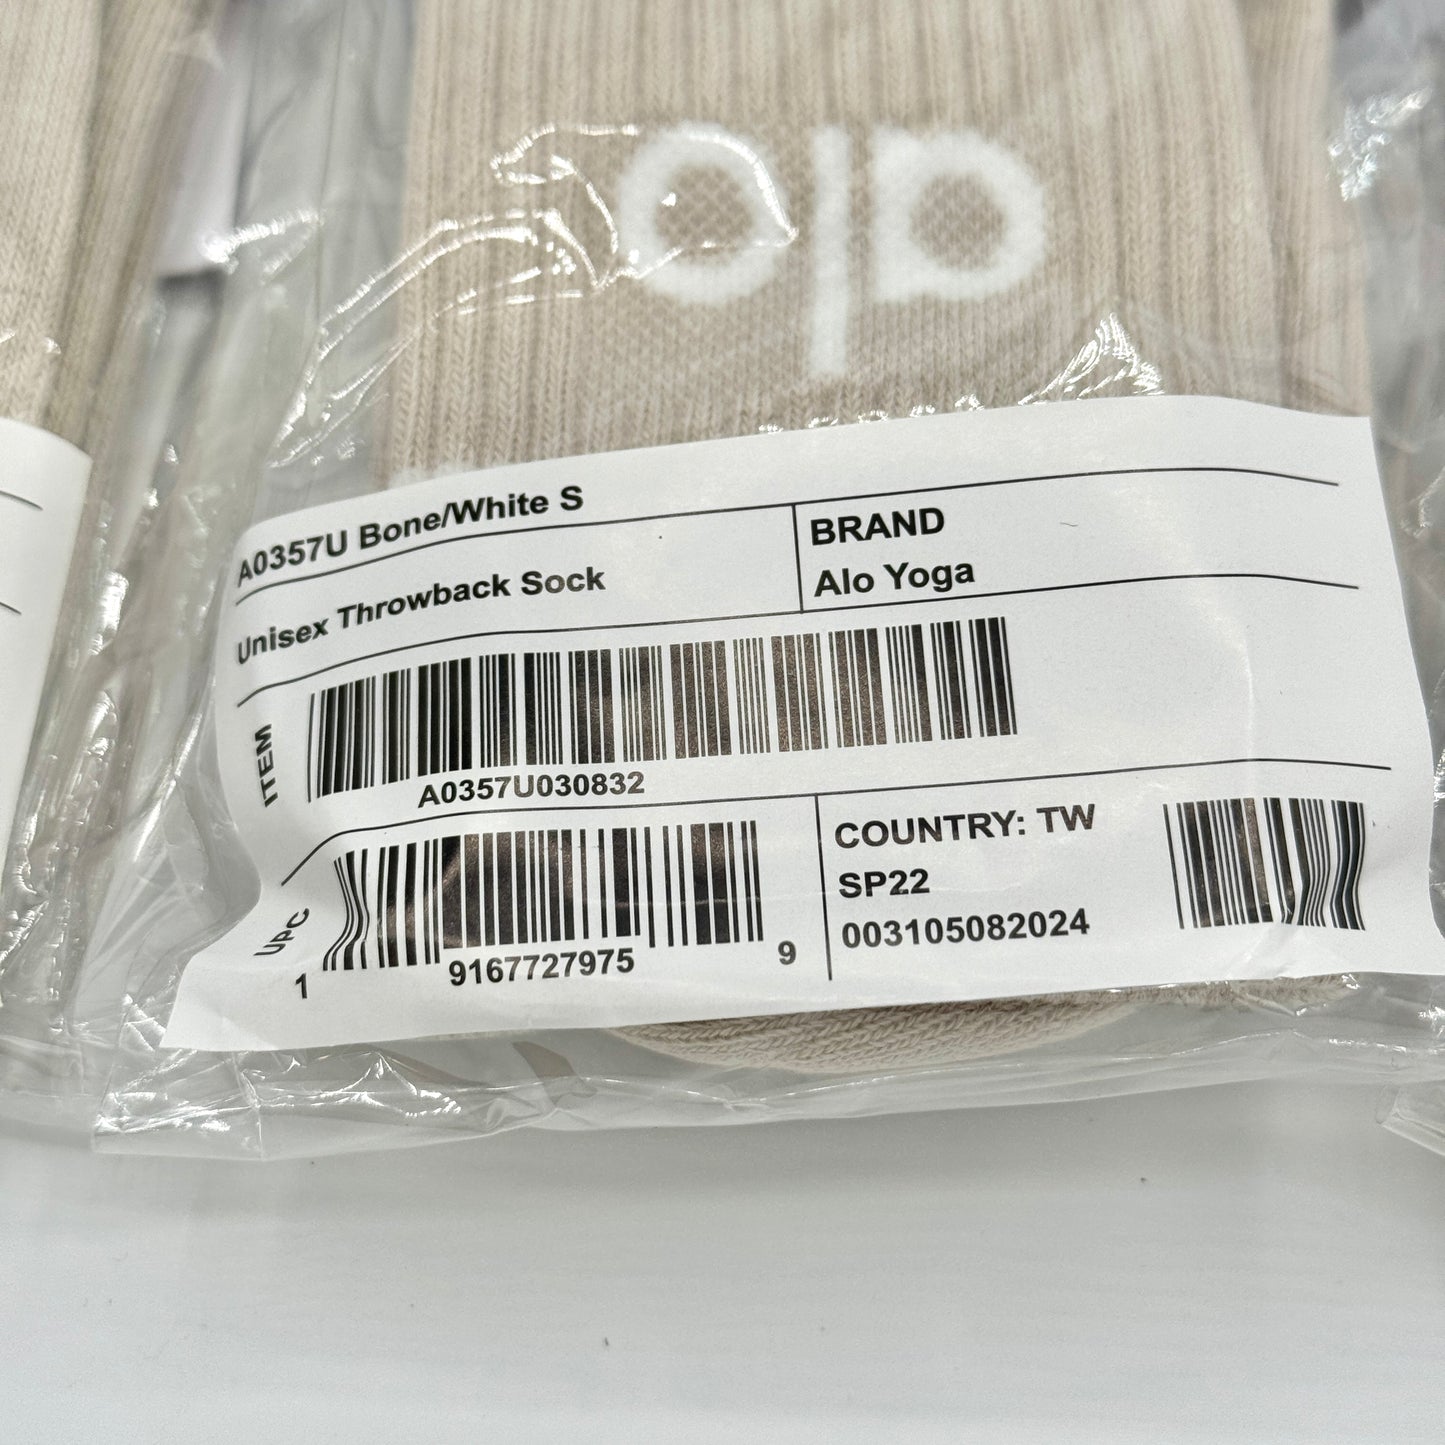 alo
A0357U Bone/White S
Unisex Throwback Sock
BRAND
Alo Yoga
ITEM
A0357U030832
UPC
1 9167727975 9
COUNTRY: TW
SP22
003105082024